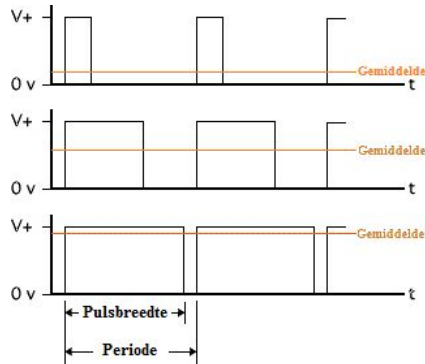 V+
Gemiddelde
0 v
t
V+
Gemiddelde
0 v
t
V+
Gemiddelde
0 v
t
Pulsbreedte
Periode